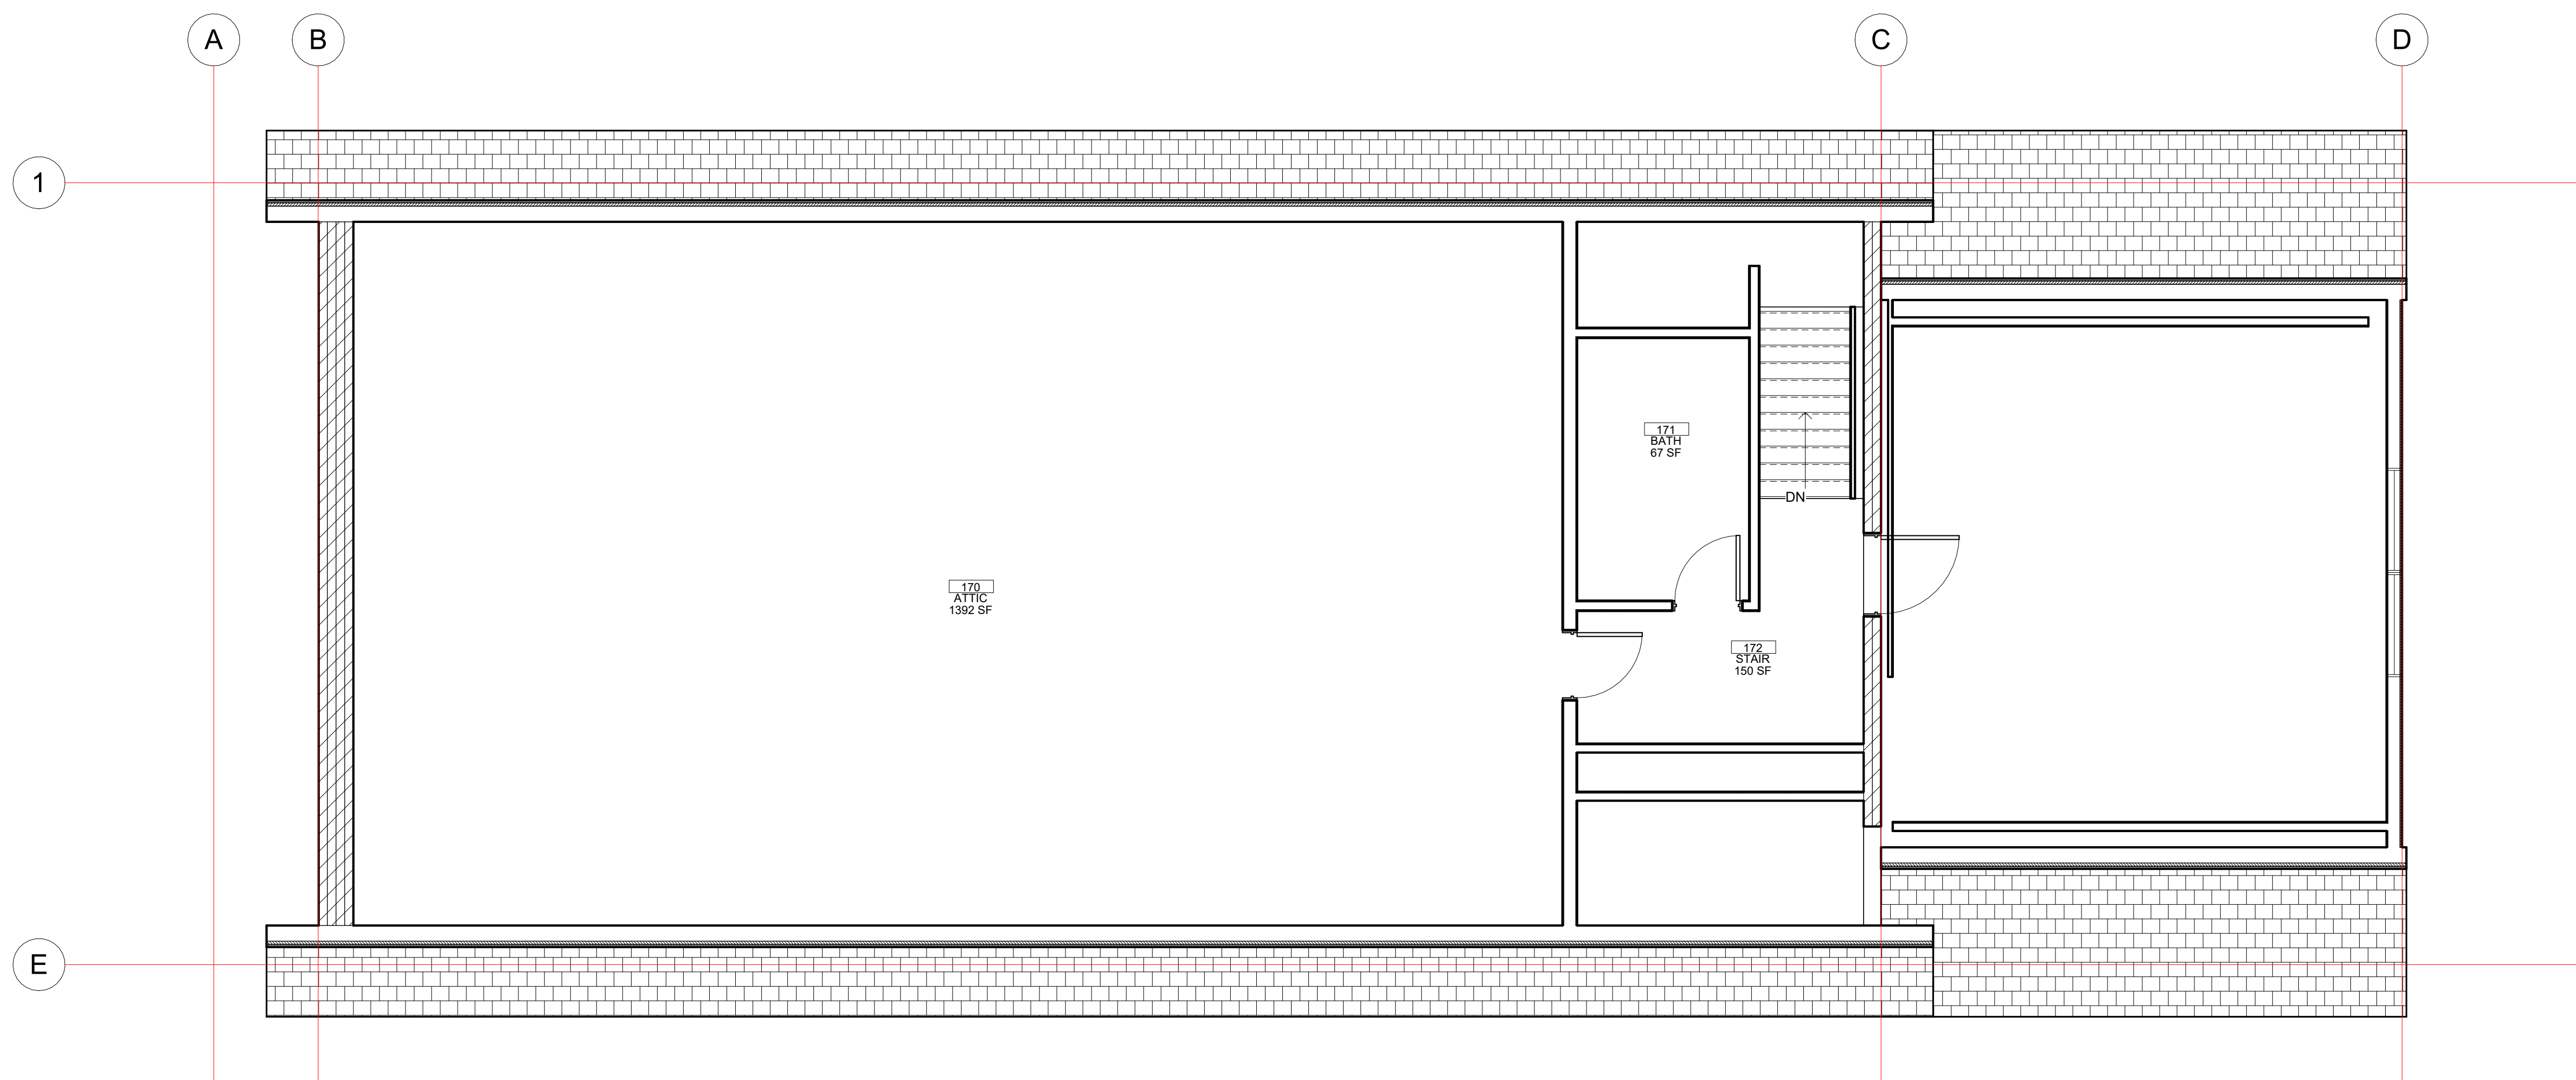 A
B
C
D
1
171
BATH
67 SF
DN
170
ATTIC
1392 SF
172
STAIR
150 SF
E